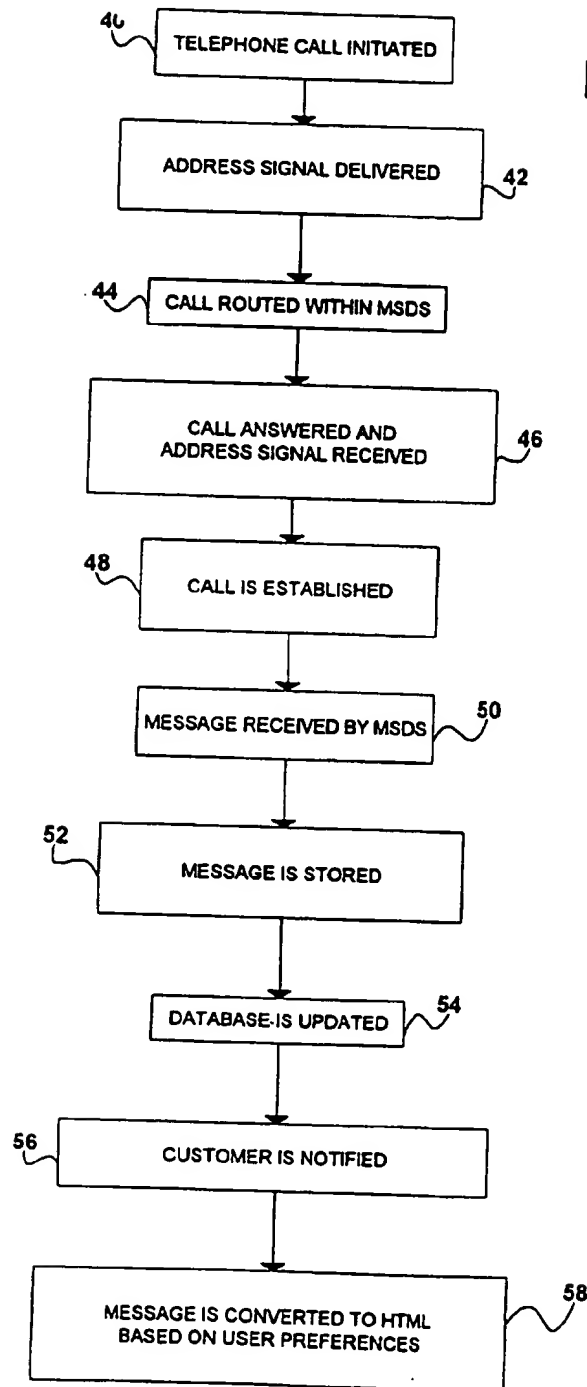 40
TELEPHONE CALL INITIATED
ADDRESS SIGNAL DELIVERED
42
44
CALL ROUTED WITHIN MSDS
CALL ANSWERED AND
ADDRESS SIGNAL RECEIVED
46
48
CALL IS ESTABLISHED
MESSAGE RECEIVED BY MSDS
50
52
MESSAGE IS STORED
DATABASE IS UPDATED
54
56
CUSTOMER IS NOTIFIED
MESSAGE IS CONVERTED TO HTML
BASED ON USER PREFERENCES
58